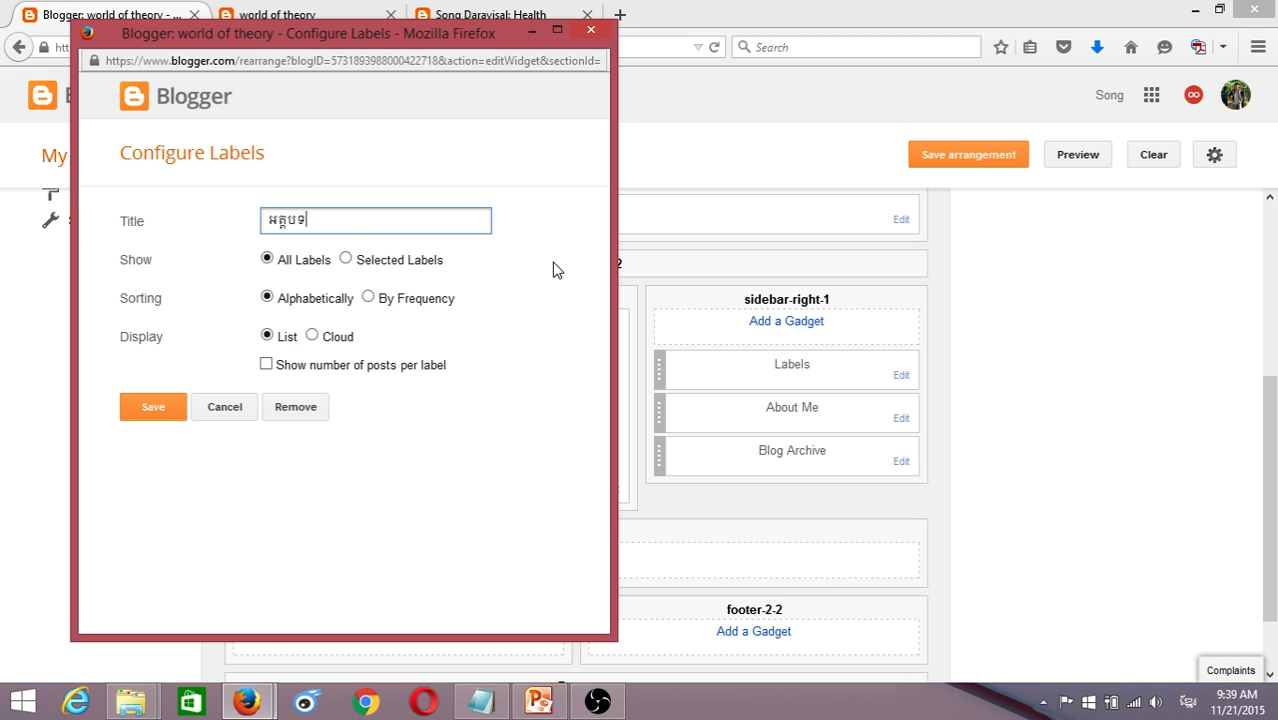 Blogger: world of theory - ...
world of theory
Song Daravisal: Health
Blogger: world of theory - Configure Labels - Mozilla Firefox
https://www.blogger.com/rearrange?blogID=5731893988000422718&action=editWidget&sectionId=
Search
Blogger
Song
Configure Labels
My
Save arrangement
Preview
Clear
Title
អត្តបទ
Edit
Show
All Labels
Selected Labels
2
Sorting
Alphabetically
By Frequency
sidebar-right-1
Add a Gadget
Display
List
Cloud
Show number of posts per label
Labels
Edit
Save
Cancel
Remove
About Me
Edit
Blog Archive
Edit
footer-2-2
Add a Gadget
Complaints
9:39 AM
11/21/2015